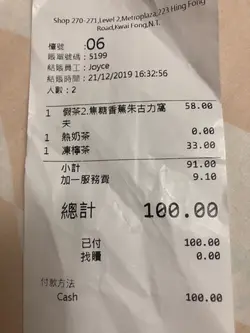 Shop 270-271,Level 2,Metroplaza,223 Hing Fong
Road,Kwai Fong,N.T.
檯號 : 06
賬單號碼 : 5199
結賬員工 : Joyce
結賬時間 : 21/12/2019 16:32:56
人數 : 2
1 假茶2.焦糖香蕉朱古力窩夫 58.00
1 熱奶茶 0.00
1 凍檸茶 33.00
小計 91.00
加一服務費 9.10
總計 100.00
已付 100.00
找贖 0.00
付款方法
Cash 100.00